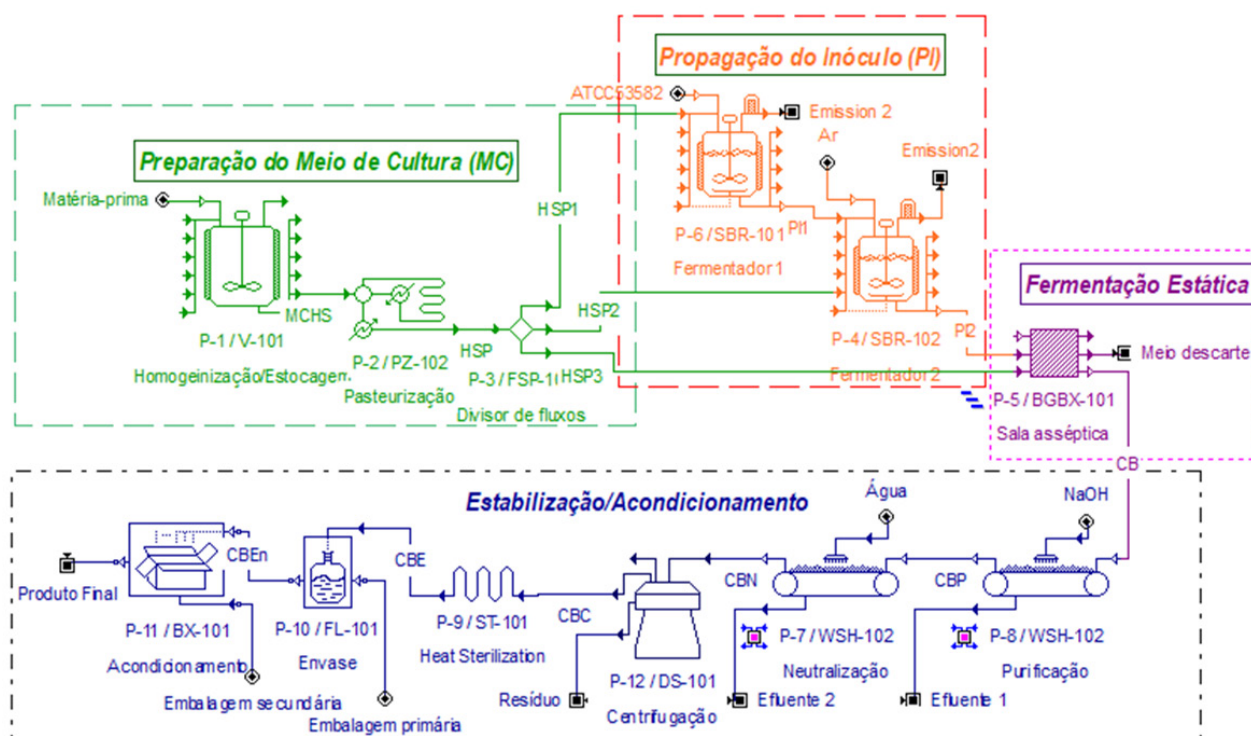 Propagação do Inóculo (PI)
ATCC53582
Emission 2
Ar
Emission2
HSP1
P-6 / SBR-101
PI1
Fermentador 1
HSP2
P-4 / SBR-102
PI2
Fermentador 2
Preparação do Meio de Cultura (MC)
Matéria-prima
MCHS
P-1 / V-101
Homogeinização/Estocagem
P-2 / PZ-102
Pasteurização
HSP
P-3 / FSP-1
HSP3
Divisor de fluxos
Fermentação Estática
Meio descarte
P-5 / BGBX-101
Sala asséptica
CB
Estabilização/Acondicionamento
Água
NaOH
CBEn
CBE
CBC
CBN
CBP
Produto Final
P-11 / BX-101
Acondicionamento
Embalagem secundária
P-10 / FL-101
Envase
Embalagem primária
P-9 / ST-101
Heat Sterilization
Resíduo
P-12 / DS-101
Centrifugação
P-7 / WSH-102
Neutralização
Efluente 2
P-8 / WSH-102
Purificação
Efluente 1